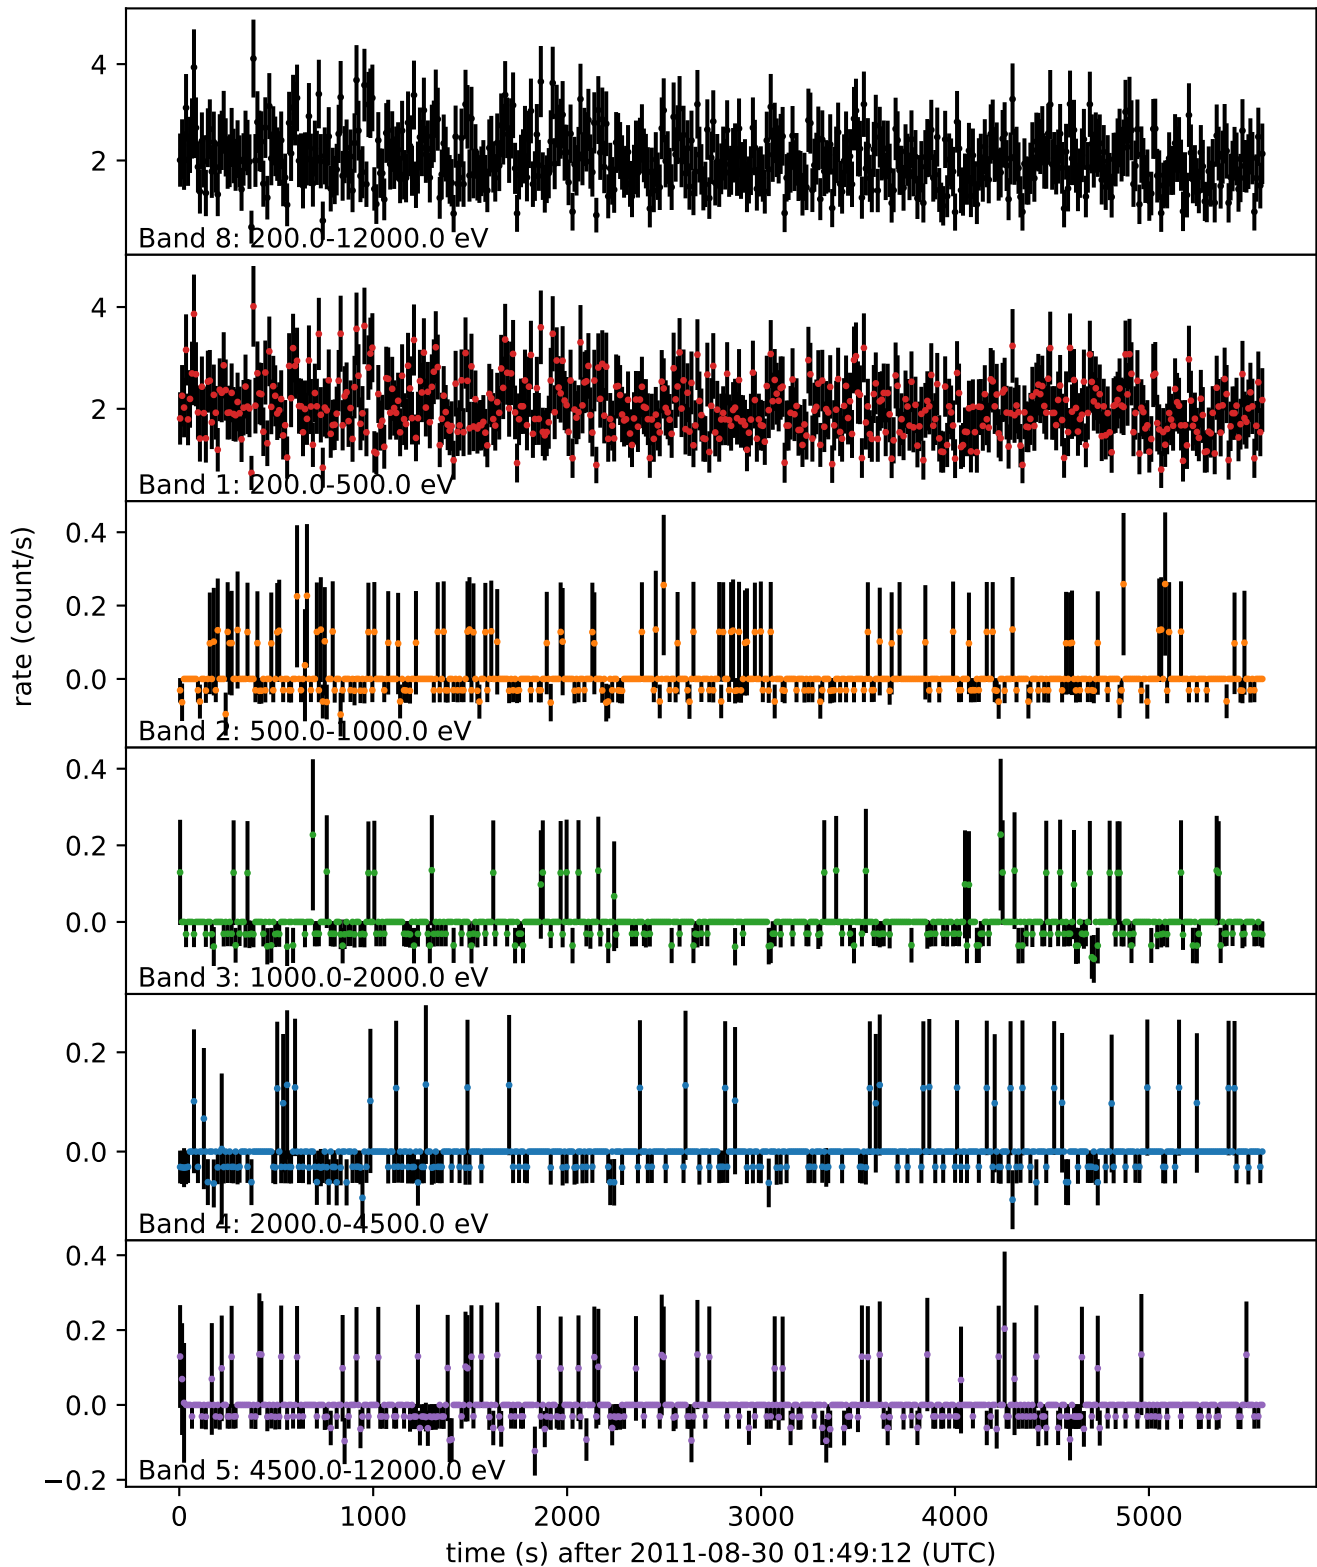 4
2
Band 8: 200.0-12000.0 eV
4
2
Band 1: 200.0-500.0 eV
rate (count/s)
0.4
0.2
0.0
Band 2: 500.0-1000.0 eV
0.4
0.2
0.0
Band 3: 1000.0-2000.0 eV
0.2
0.0
Band 4: 2000.0-4500.0 eV
0.4
0.2
0.0
−0.2
Band 5: 4500.0-12000.0 eV
0 1000 2000 3000 4000 5000
time (s) after 2011-08-30 01:49:12 (UTC)